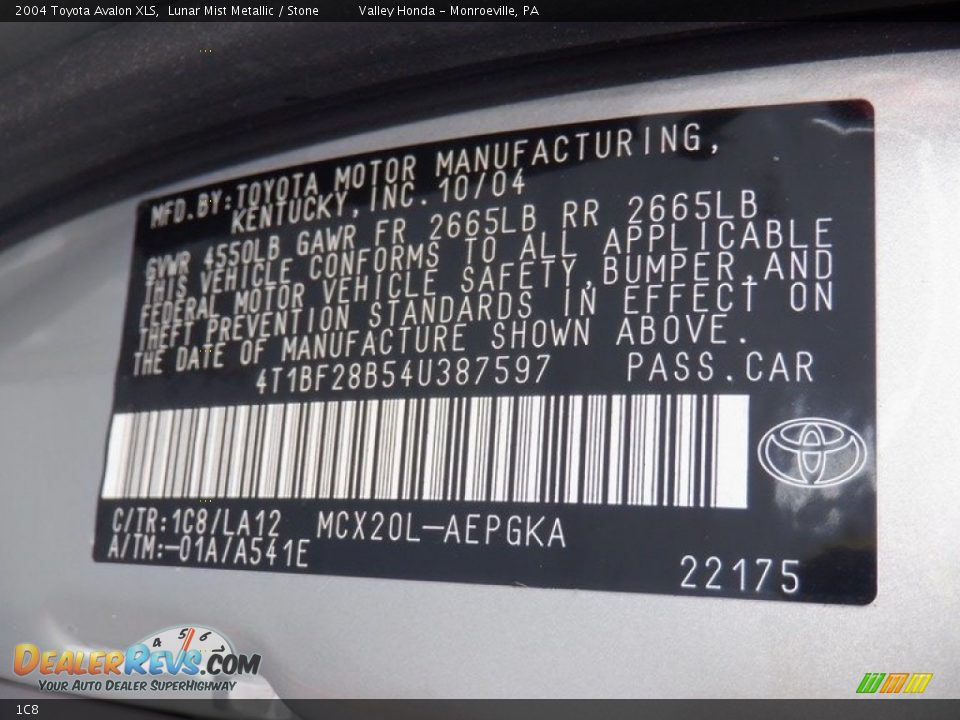 2004 Toyota Avalon XLS, Lunar Mist Metallic / Stone Valley Honda - Monroeville, PA
MFD.BY:TOYOTA MOTOR MANUFACTURING,
KENTUCKY,INC.10/04
GVWR 4550LB GAWR FR 2665LB RR 2665LB
THIS VEHICLE CONFORMS TO ALL APPLICABLE
FEDERAL MOTOR VEHICLE SAFETY,BUMPER,AND
THEFT PREVENTION STANDARDS IN EFFECT ON
THE DATE OF MANUFACTURE SHOWN ABOVE.
4T1BF28B54U387597 PASS.CAR
C/TR:1C8/LA12 MCX20L-AEPGKA
A/TM:-01A/A541E
22175
4 5 6
DEALERREVS.COM
YOUR AUTO DEALER SUPERHIGHWAY
1C8